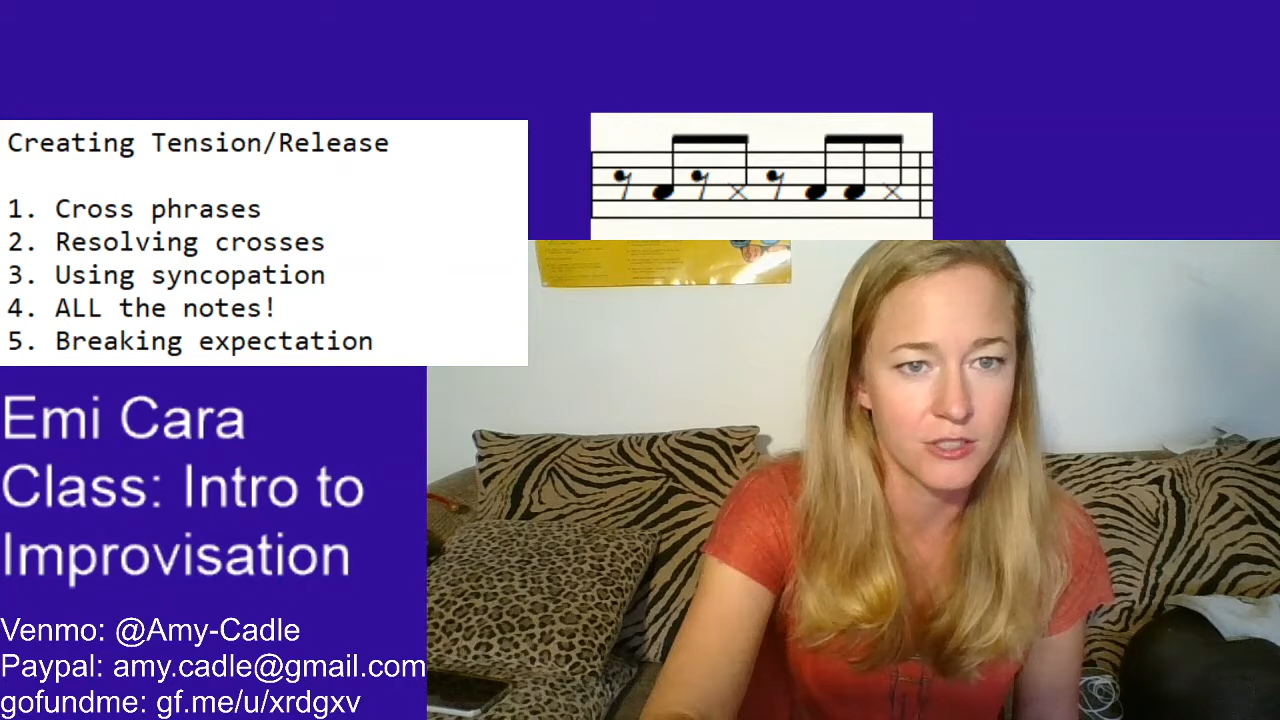 Creating Tension/Release
1. Cross phrases
2. Resolving crosses
3. Using syncopation
4. ALL the notes!
5. Breaking expectation
Emi Cara
Class: Intro to
Improvisation
Venmo: @Amy-Cadle
Paypal: amy.cadle@gmail.com
gofundme: gf.me/u/xrdgxv